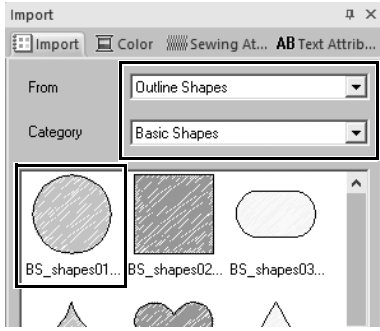 Import
Import Color Sewing At... AB Text Attrib...
From Outline Shapes
Category Basic Shapes
BS_shapes01... BS_shapes02... BS_shapes03...